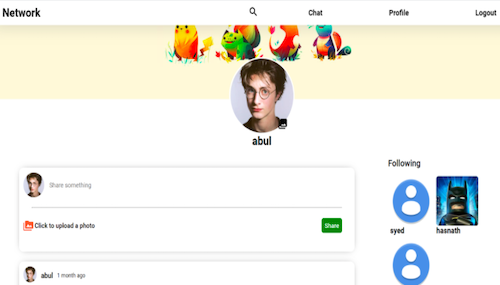 Network Chat Profile Logout
abul
Following
Share something
syed hasnath
Click to upload a photo Share
abul 1 month ago